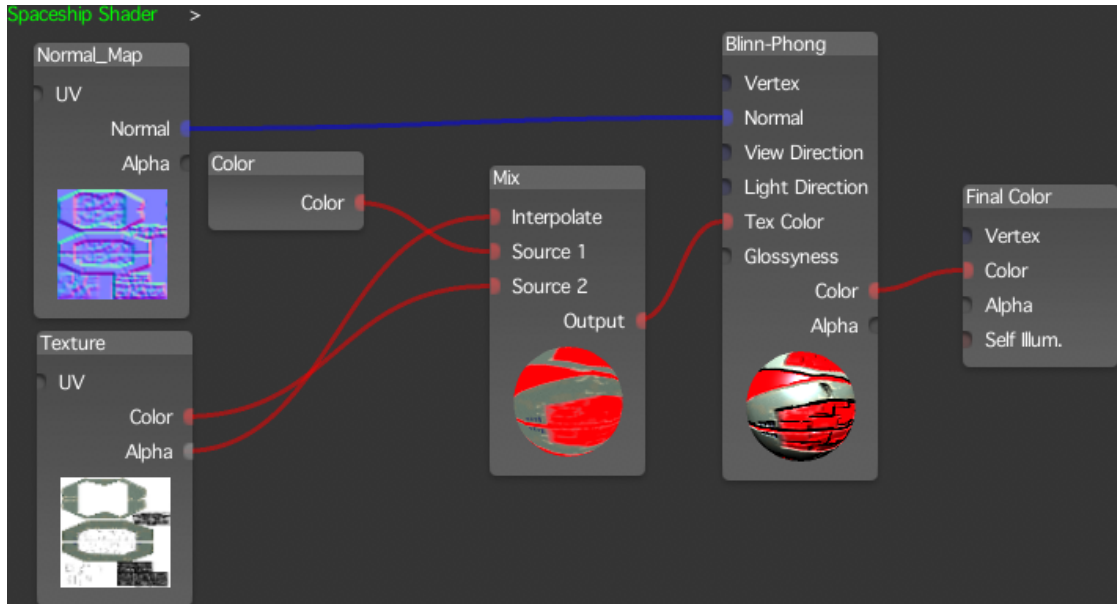 Spaceship Shader >
Normal_Map
UV
Normal
Alpha
Color
Color
Texture
UV
Color
Alpha
Mix
Interpolate
Source 1
Source 2
Output
Blinn-Phong
Vertex
Normal
View Direction
Light Direction
Tex Color
Glossyness
Color
Alpha
Final Color
Vertex
Color
Alpha
Self Illum.